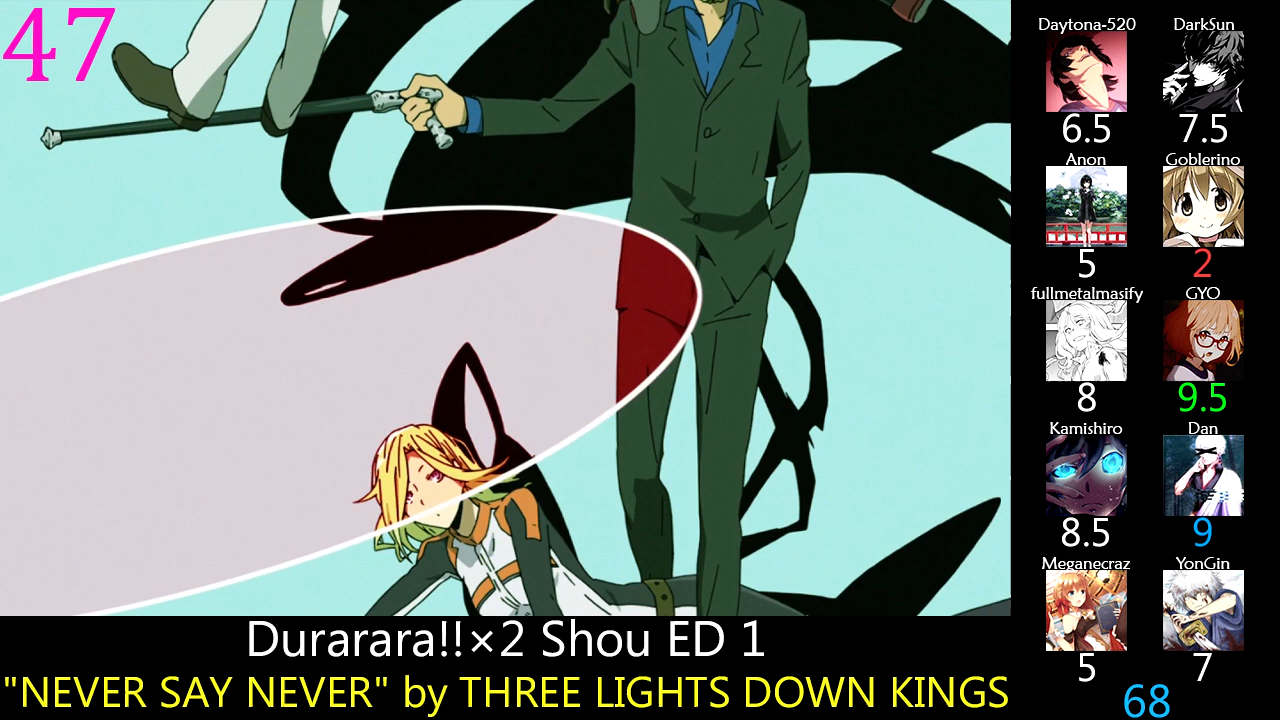 47
Daytona-520 DarkSun
6.5 7.5
Anon Goblerino
5 2
fullmetalmasify GYO
8 9.5
Kamishiro Dan
8.5 9
Meganecraz YonGin
5 7
68
Durarara!!×2 Shou ED 1
"NEVER SAY NEVER" by THREE LIGHTS DOWN KINGS